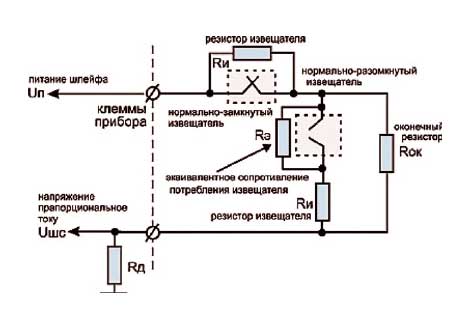 резистор извещателя
Rи
питание шлейфа
Uп
нормально-разомкнутый
извещатель
клеммы
прибора
нормально-замкнутый
извещатель
Rэ
оконечный
резистор
Rок
эквивалентное сопротивление
потребления извещателя
напряжение
прапорциональное
току
Uшс
Rи
резистор извещателя
Rд